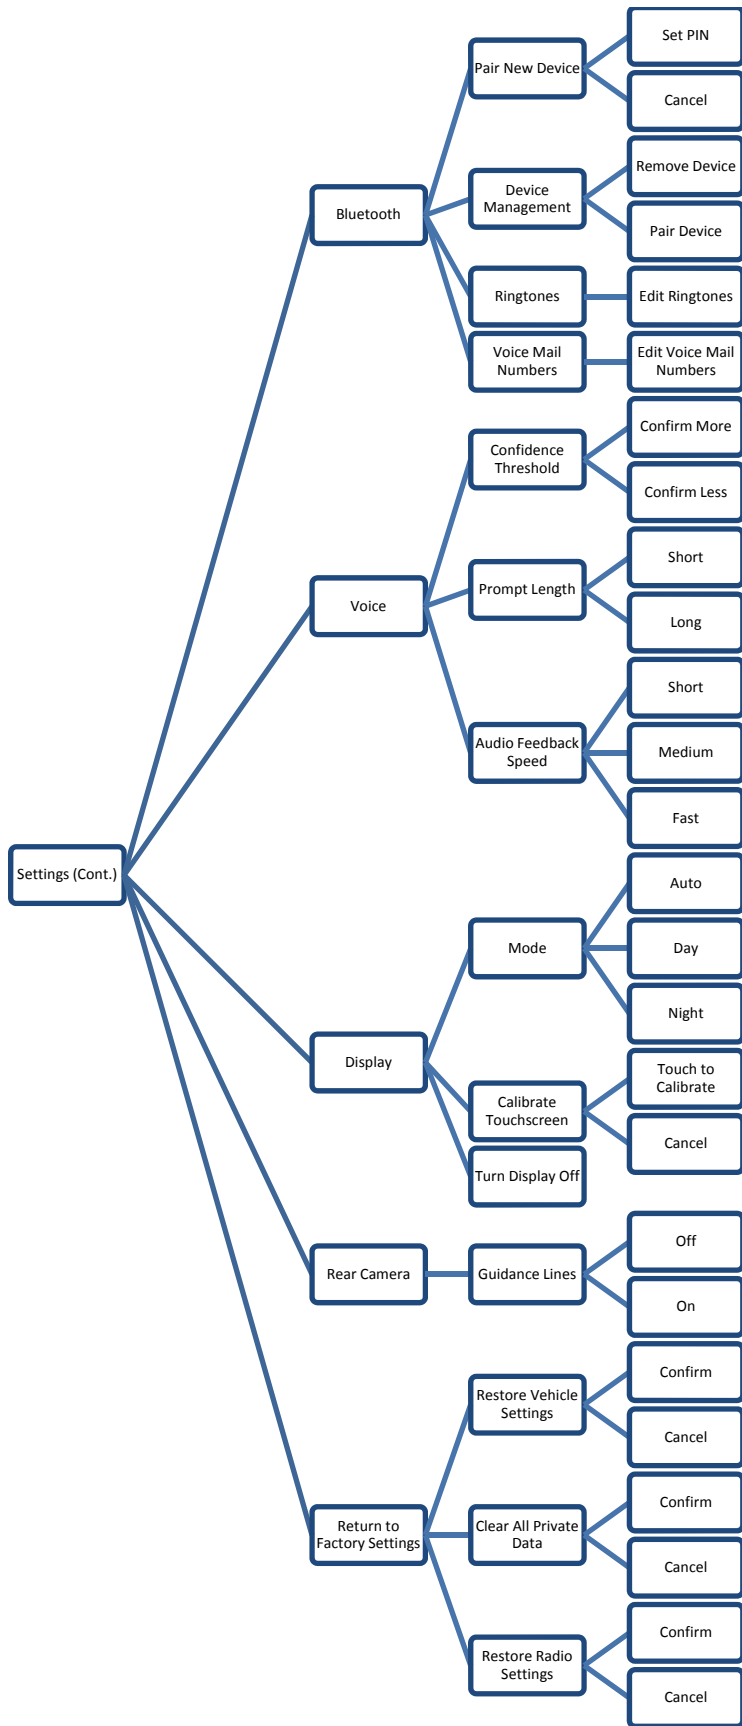 Settings (Cont.)
Bluetooth
Pair New Device
Set PIN
Cancel
Device
Management
Remove Device
Pair Device
Ringtones
Edit Ringtones
Voice Mail
Numbers
Edit Voice Mail
Numbers
Voice
Confidence
Threshold
Confirm More
Confirm Less
Prompt Length
Short
Long
Audio Feedback
Speed
Short
Medium
Fast
Display
Mode
Auto
Day
Night
Calibrate
Touchscreen
Touch to
Calibrate
Cancel
Turn Display Off
Rear Camera
Guidance Lines
Off
On
Return to
Factory Settings
Restore Vehicle
Settings
Confirm
Cancel
Clear All Private
Data
Confirm
Cancel
Restore Radio
Settings
Confirm
Cancel